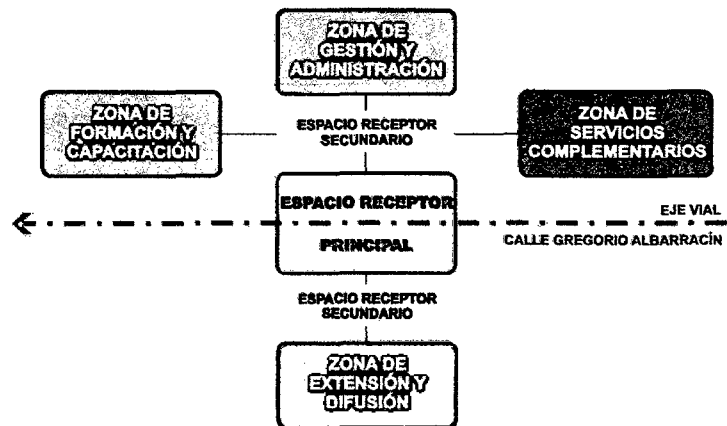 ZONA DE
GESTIÓN Y
ADMINISTRACIÓN
ZONA DE
FORMACIÓN Y
CAPACITACIÓN
ESPACIO RECEPTOR
SECUNDARIO
ZONA DE
SERVICIOS
COMPLEMENTARIOS
ESPACIO RECEPTOR
PRINCIPAL
EJE VIAL
CALLE GREGORIO ALBARRACÍN
ESPACIO RECEPTOR
SECUNDARIO
ZONA DE
EXTENSIÓN Y
DIFUSIÓN